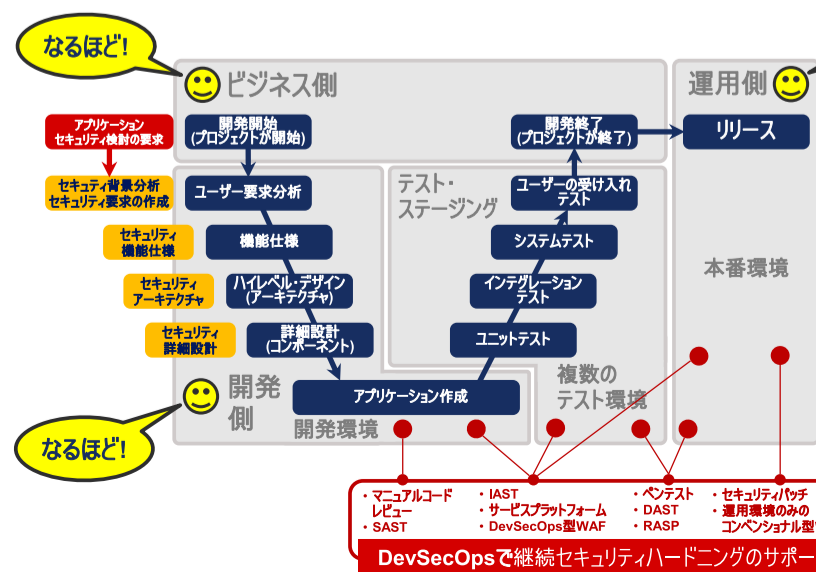 なるほど!
ビジネス側
運用側
アプリケーション
セキュリティ検討の要求
開発開始
(プロジェクトが開始)
開発終了
(プロジェクトが終了)
リリース
セキュティ背景分析
セキュリティ要求の作成
ユーザー要求分析
テスト・
ステージング
ユーザーの受け入れ
テスト
セキュリティ
機能仕様
機能仕様
システムテスト
本番環境
セキュリティ
アーキテクチャ
ハイレベル・デザイン
(アーキテクチャ)
インテグレーション
テスト
セキュリティ
詳細設計
詳細設計
(コンポーネント)
ユニットテスト
複数の
テスト環境
開発
側
アプリケーション作成
開発環境
なるほど!
・マニュアルコード
レビュー
・SAST
・IAST
・サービスプラットフォーム
・DevSecOps型WAF
・ペンテスト
・DAST
・RASP
・セキュリティパッチ
・運用環境のみの
コンベンショナル型
DevSecOpsで継続セキュリティハードニングのサポー